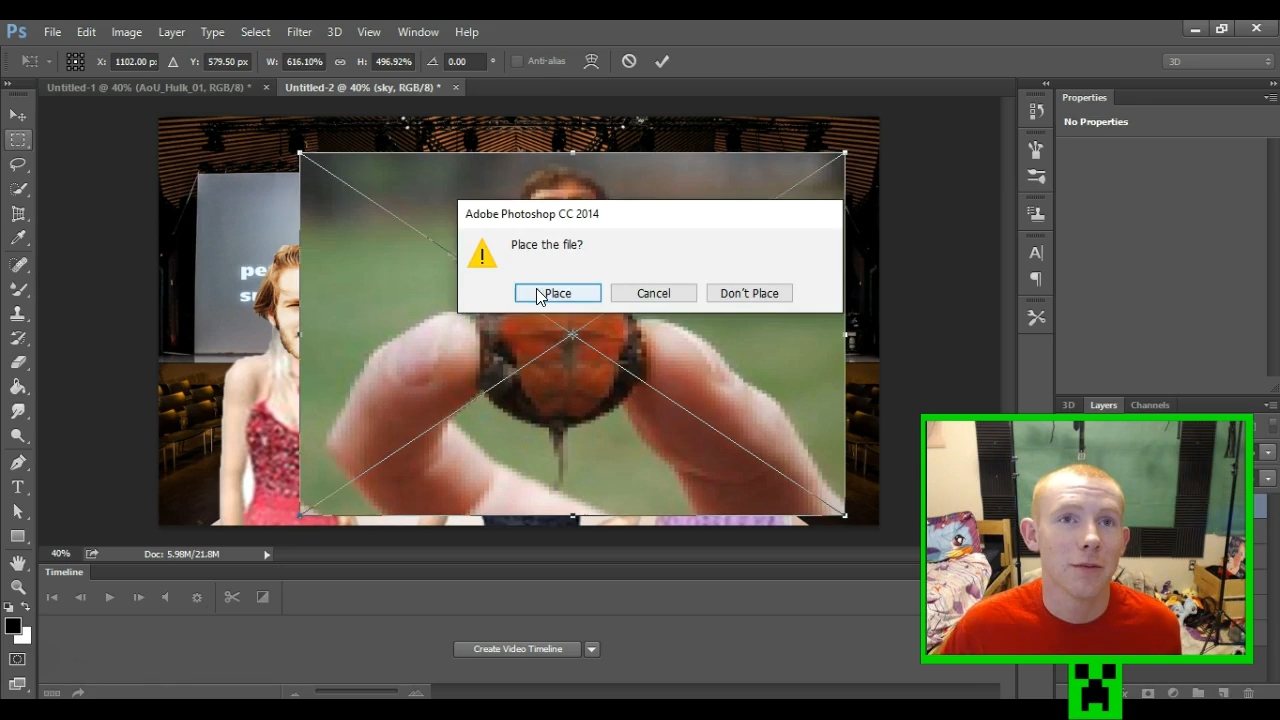 Ps File Edit Image Layer Type Select Filter 3D View Window Help
X: 1102.00 px Y: 579.50 px W: 616.10% H: 496.92% 0.00 ° Anti-alias 3D
Untitled-1 @ 40% (AoU_Hulk_01, RGB/8) * × Untitled-2 @ 40% (sky, RGB/8) * ×
Properties
No Properties
Adobe Photoshop CC 2014
Place the file?
Place Cancel Don't Place
3D Layers Channels
40% Doc: 5.98M/21.8M
Timeline
Create Video Timeline